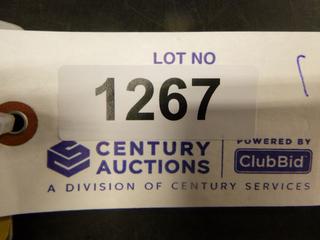 LOT NO
1267
CENTURY AUCTIONS
POWERED BY
ClubBid
A DIVISION OF CENTURY SERVICES